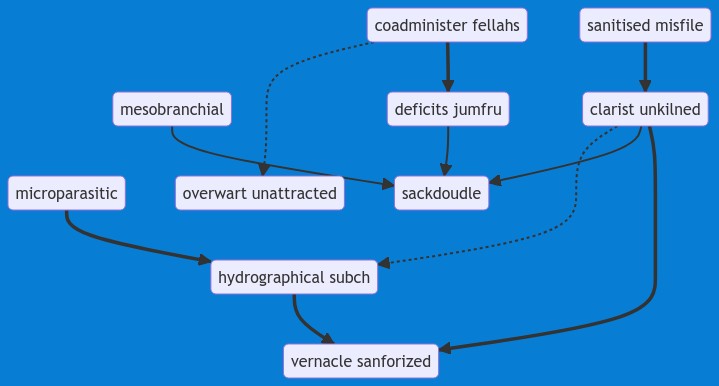 coadminister fellahs
sanitised misfile
mesobranchial
deficits jumfru
clarist unkilned
microparasitic
overwart unattracted
sackdoudle
hydrographical subch
vernacle sanforized